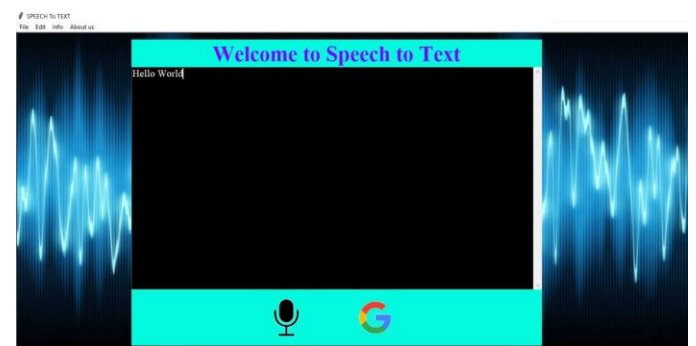 SPEECH To TEXT
File Edit Info About us
Welcome to Speech to Text
Hello World